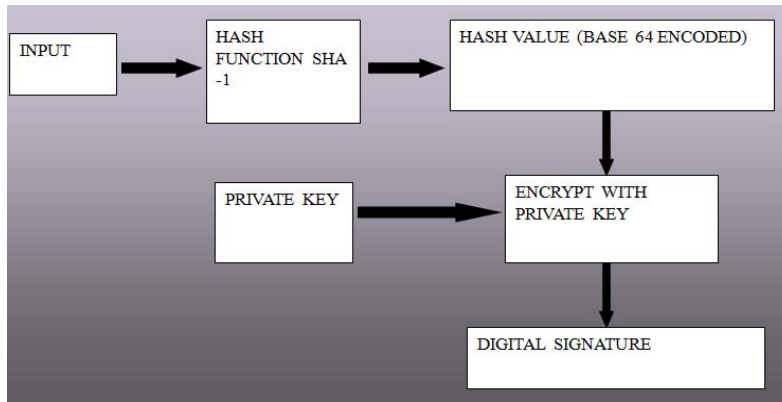 INPUT
HASH
FUNCTION SHA
-1
HASH VALUE (BASE 64 ENCODED)
PRIVATE KEY
ENCRYPT WITH
PRIVATE KEY
DIGITAL SIGNATURE